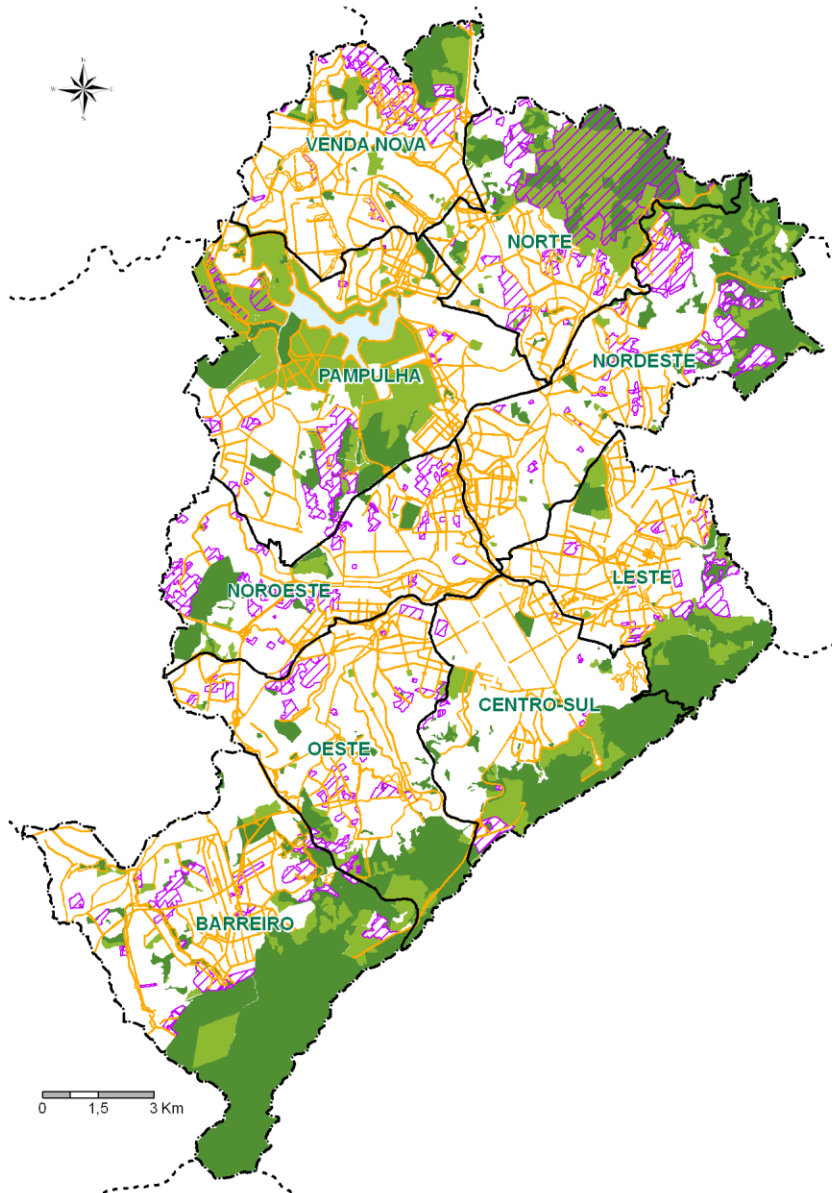 N
W E
S
VENDA NOVA
NORTE
NORDESTE
PAMPULHA
LESTE
NOROESTE
CENTRO SUL
OESTE
BARREIRO
0 1,5 3 Km